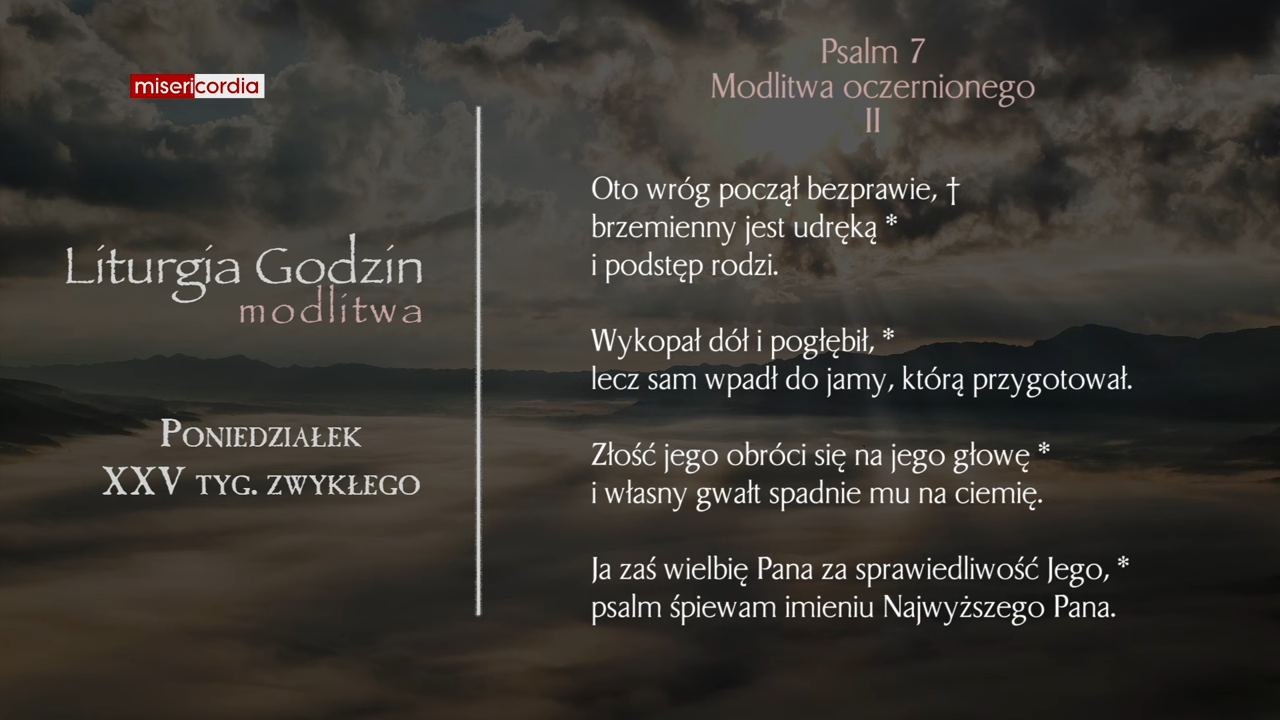 misericordia
Liturgia Godzin
modlitwa
Poniedziałek
XXV tyg. zwykłego
Psalm 7
Modlitwa oczernionego
II
Oto wróg począł bezprawie, †
brzemienny jest udręką *
i podstęp rodzi.
Wykopał dół i pogłębił, *
lecz sam wpadł do jamy, którą przygotował.
Złość jego obróci się na jego głowę *
i własny gwałt spadnie mu na ciemię.
Ja zaś wielbię Pana za sprawiedliwość Jego, *
psalm śpiewam imieniu Najwyższego Pana.